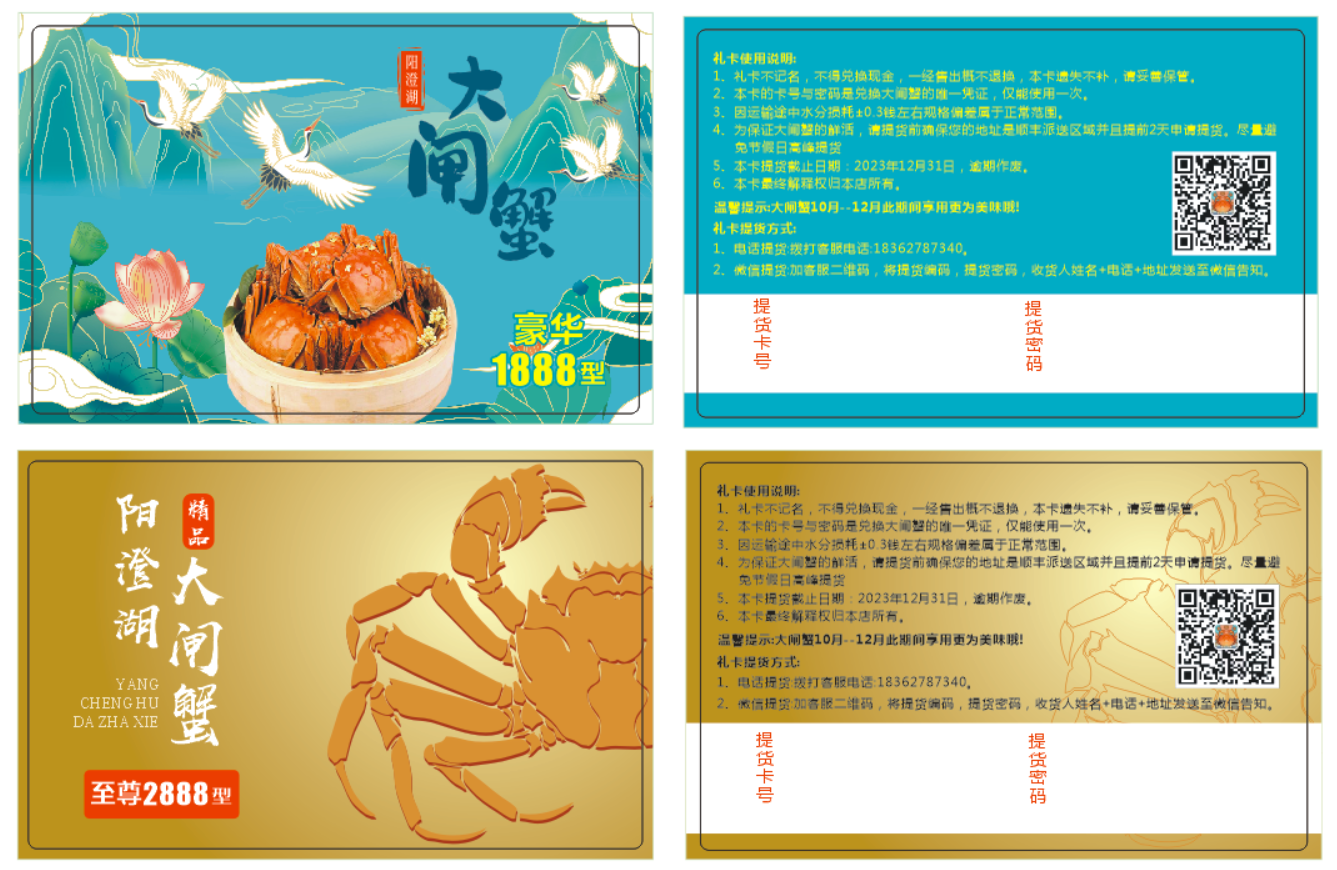 阳澄湖
大闸蟹
豪华
1888型
礼卡使用说明:
1、礼卡不记名，不得兑换现金，一经售出概不退换，本卡遗失不补，请妥善保管。
2、本卡的卡号与密码是兑换大闸蟹的唯一凭证，仅能使用一次。
3、因运输途中水分损耗±0.3钱左右规格偏差属于正常范围。
4、为保证大闸蟹的鲜活，请提货前确保您的地址是顺丰派送区域并且提前2天申请提货。尽量避
免节假日高峰提货
5、本卡提货截止日期：2023年12月31日，逾期作废。
6、本卡最终解释权归本店所有。
温馨提示:大闸蟹10月--12月此期间享用更为美味哦!
礼卡提货方式:
1、电话提货:拨打客服电话:18362787340。
2、微信提货:加客服二维码，将提货编码，提货密码，收货人姓名+电话+地址发送至微信告知。
提货卡号
提货密码
精品
阳澄湖
大闸蟹
YANG
CHENG HU
DA ZHA XIE
至尊2888型
礼卡使用说明:
1、礼卡不记名，不得兑换现金，一经售出概不退换，本卡遗失不补，请妥善保管。
2、本卡的卡号与密码是兑换大闸蟹的唯一凭证，仅能使用一次。
3、因运输途中水分损耗±0.3钱左右规格偏差属于正常范围。
4、为保证大闸蟹的鲜活，请提货前确保您的地址是顺丰派送区域并且提前2天申请提货。尽量避
免节假日高峰提货
5、本卡提货截止日期：2023年12月31日，逾期作废。
6、本卡最终解释权归本店所有。
温馨提示:大闸蟹10月--12月此期间享用更为美味哦!
礼卡提货方式:
1、电话提货:拨打客服电话:18362787340。
2、微信提货:加客服二维码，将提货编码，提货密码，收货人姓名+电话+地址发送至微信告知。
提货卡号
提货密码